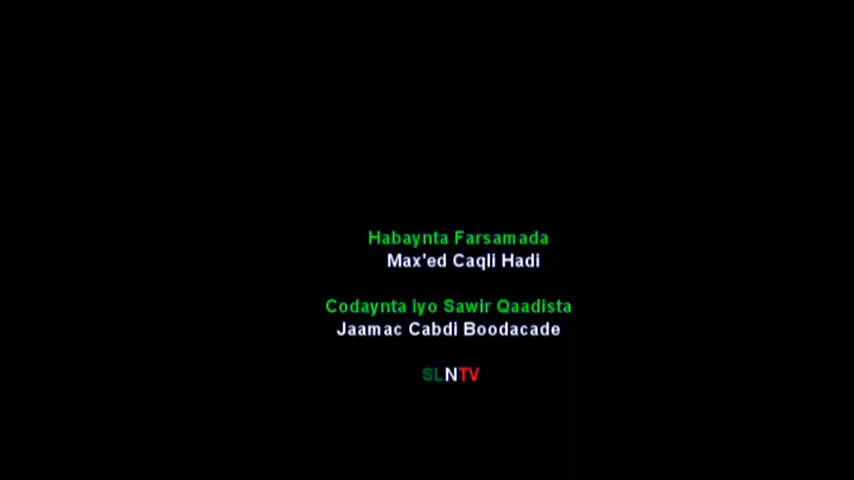 Habaynta Farsamada
Max'ed Caqli Hadi
Codaynta iyo Sawir Qaadista
Jaamac Cabdi Boodacade
SLNTV